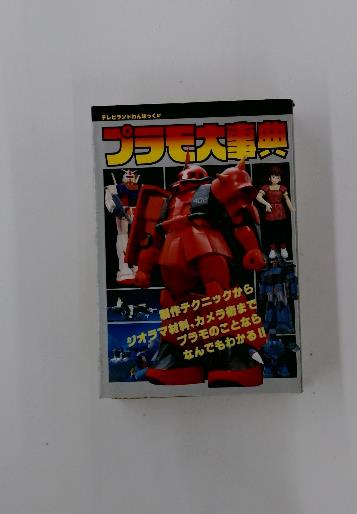 テレビランドわんぱっく
プラモ大事典
製作テクニックから
ジオラマ材料、カメラ術まで
プラモのことなら
なんでもわかる!!